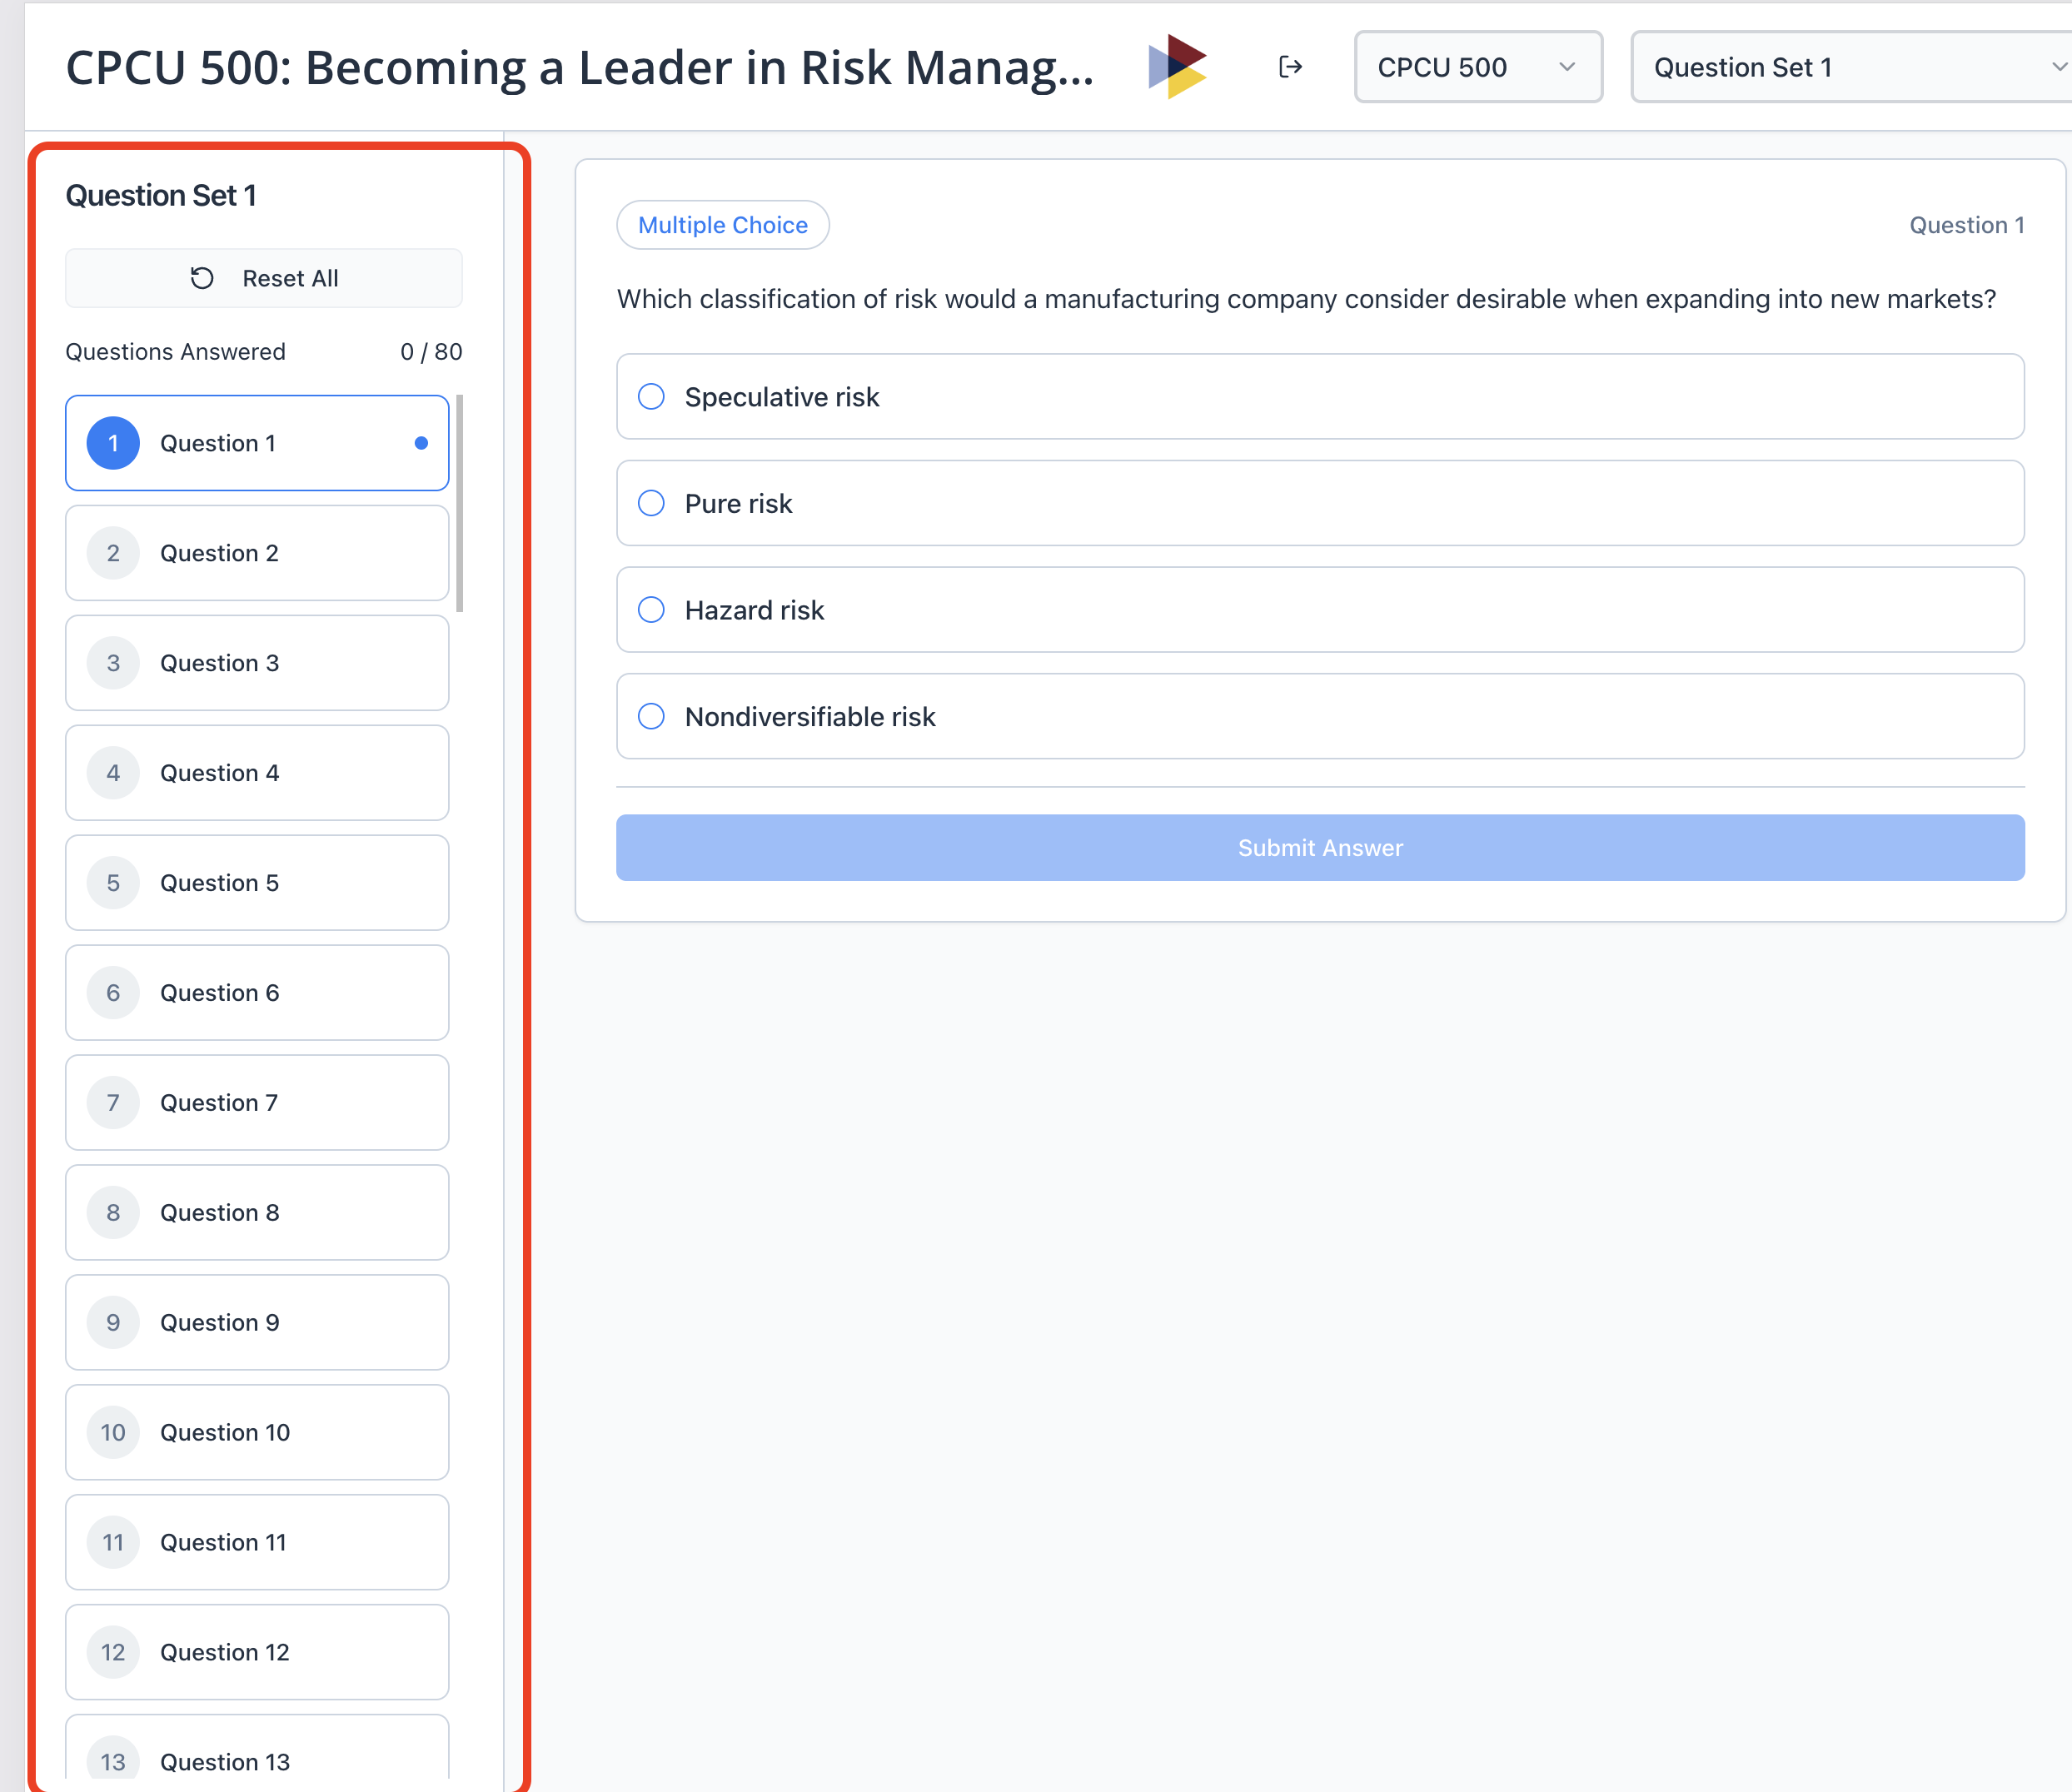 CPCU 500: Becoming a Leader in Risk Manag...
CPCU 500
Question Set 1
Question Set 1
Reset All
Questions Answered 0 / 80
1 Question 1
2 Question 2
3 Question 3
4 Question 4
5 Question 5
6 Question 6
7 Question 7
8 Question 8
9 Question 9
10 Question 10
11 Question 11
12 Question 12
13 Question 13
Multiple Choice
Question 1
Which classification of risk would a manufacturing company consider desirable when expanding into new markets?
Speculative risk
Pure risk
Hazard risk
Nondiversifiable risk
Submit Answer